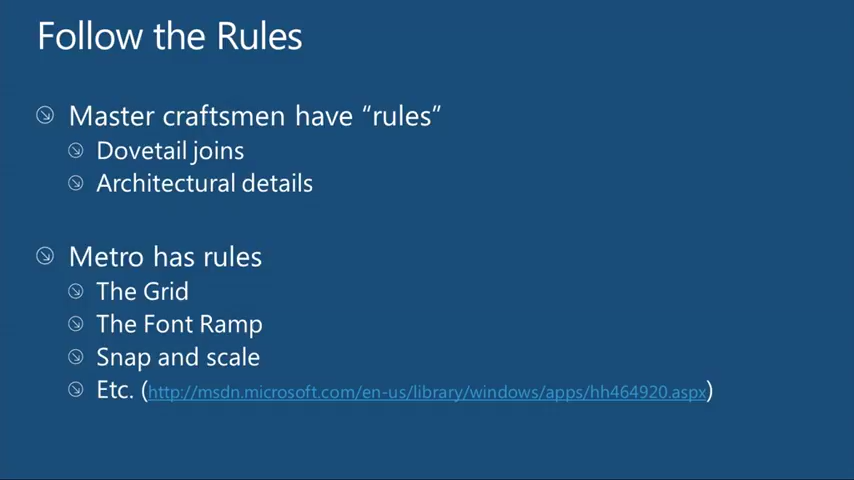 Follow the Rules
Master craftsmen have “rules”
Dovetail joins
Architectural details
Metro has rules
The Grid
The Font Ramp
Snap and scale
Etc. (http://msdn.microsoft.com/en-us/library/windows/apps/hh464920.aspx)